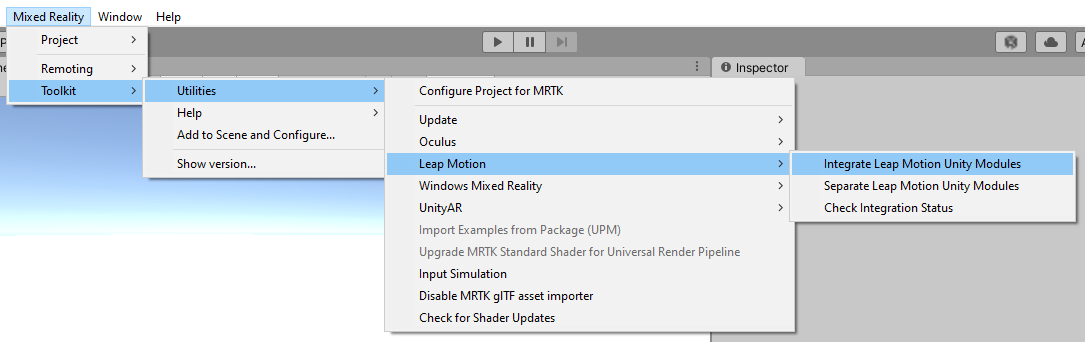 Mixed Reality Window Help
Project
Remoting
Toolkit
Inspector
Utilities
Help
Add to Scene and Configure...
Show version...
Configure Project for MRTK
Update
Oculus
Leap Motion
Windows Mixed Reality
UnityAR
Import Examples from Package (UPM)
Upgrade MRTK Standard Shader for Universal Render Pipeline
Input Simulation
Disable MRTK glTF asset importer
Check for Shader Updates
Integrate Leap Motion Unity Modules
Separate Leap Motion Unity Modules
Check Integration Status